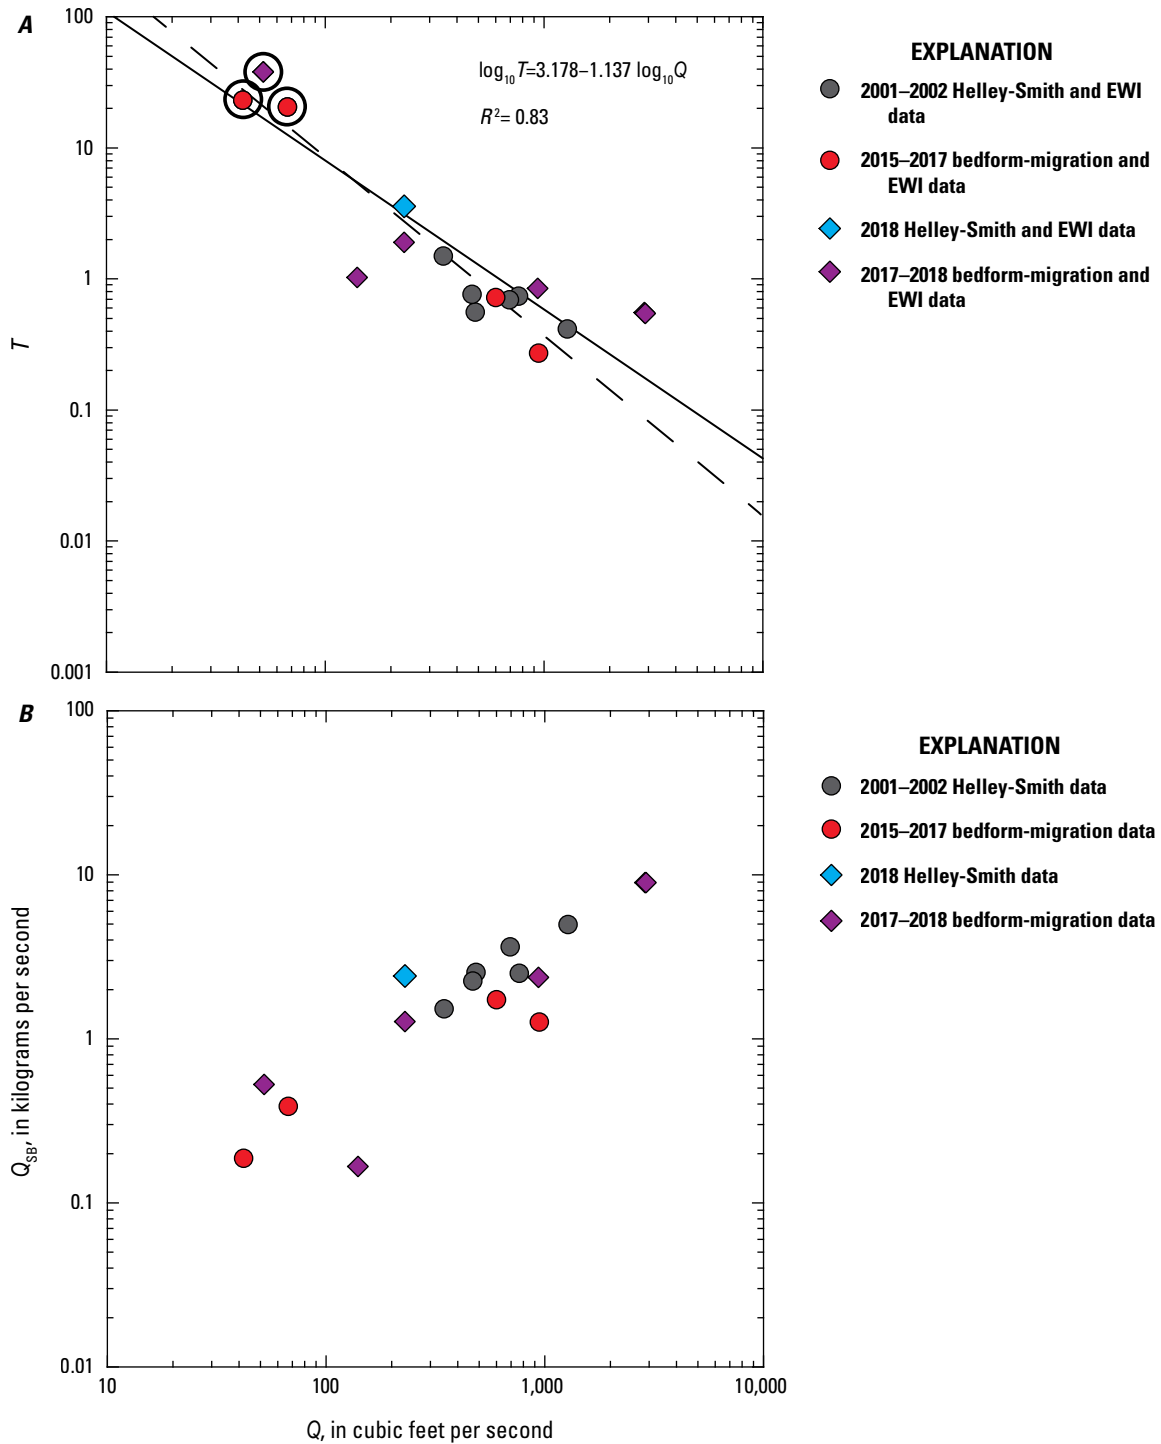 A
100
10
1
0.1
0.01
0.001
T
log₁₀T=3.178–1.137 log₁₀Q
R²= 0.83
EXPLANATION
2001–2002 Helley-Smith and EWI
data
2015–2017 bedform-migration and
EWI data
2018 Helley-Smith and EWI data
2017–2018 bedform-migration and
EWI data
B
100
10
1
0.1
0.01
Q_SB, in kilograms per second
10
100
1,000
10,000
Q, in cubic feet per second
EXPLANATION
2001–2002 Helley-Smith data
2015–2017 bedform-migration data
2018 Helley-Smith data
2017–2018 bedform-migration data